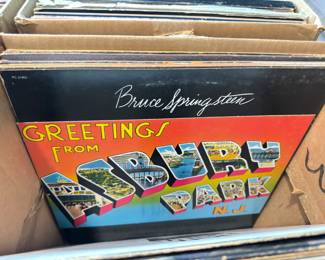 Bruce Springsteen
GREETINGS
FROM
ASBURY
PARK
N.J.